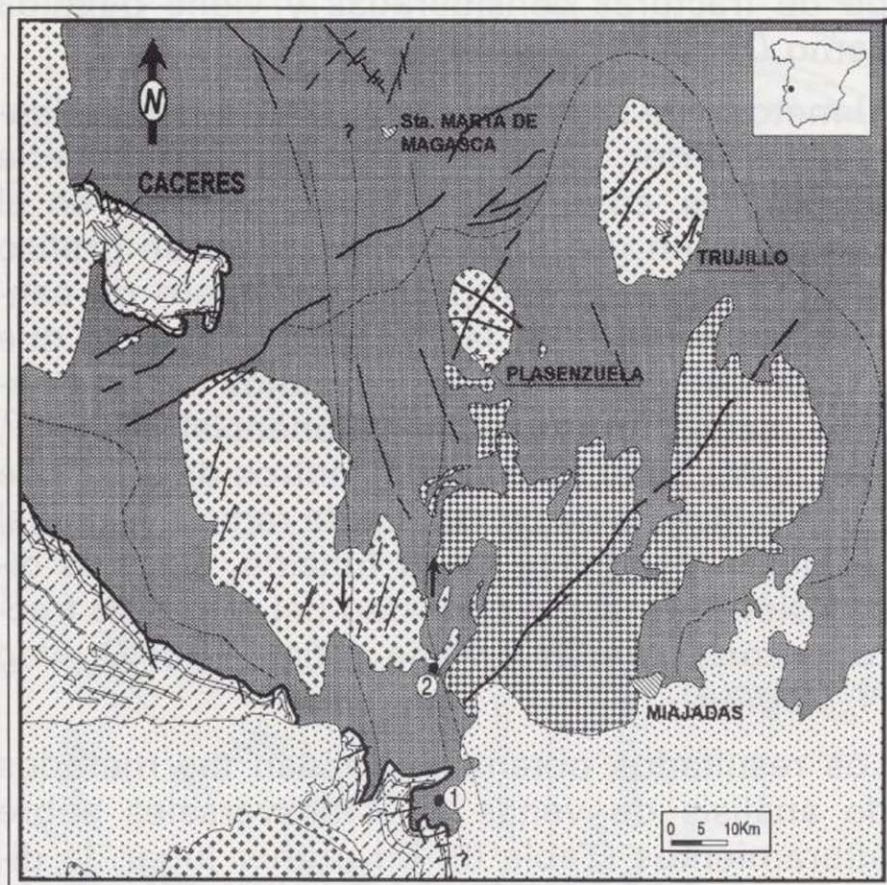 N
?
Sta. MARTA DE
MAGASCA
CACERES
TRUJILLO
PLASENZUELA
2
MIAJADAS
1
?
0 5 10Km